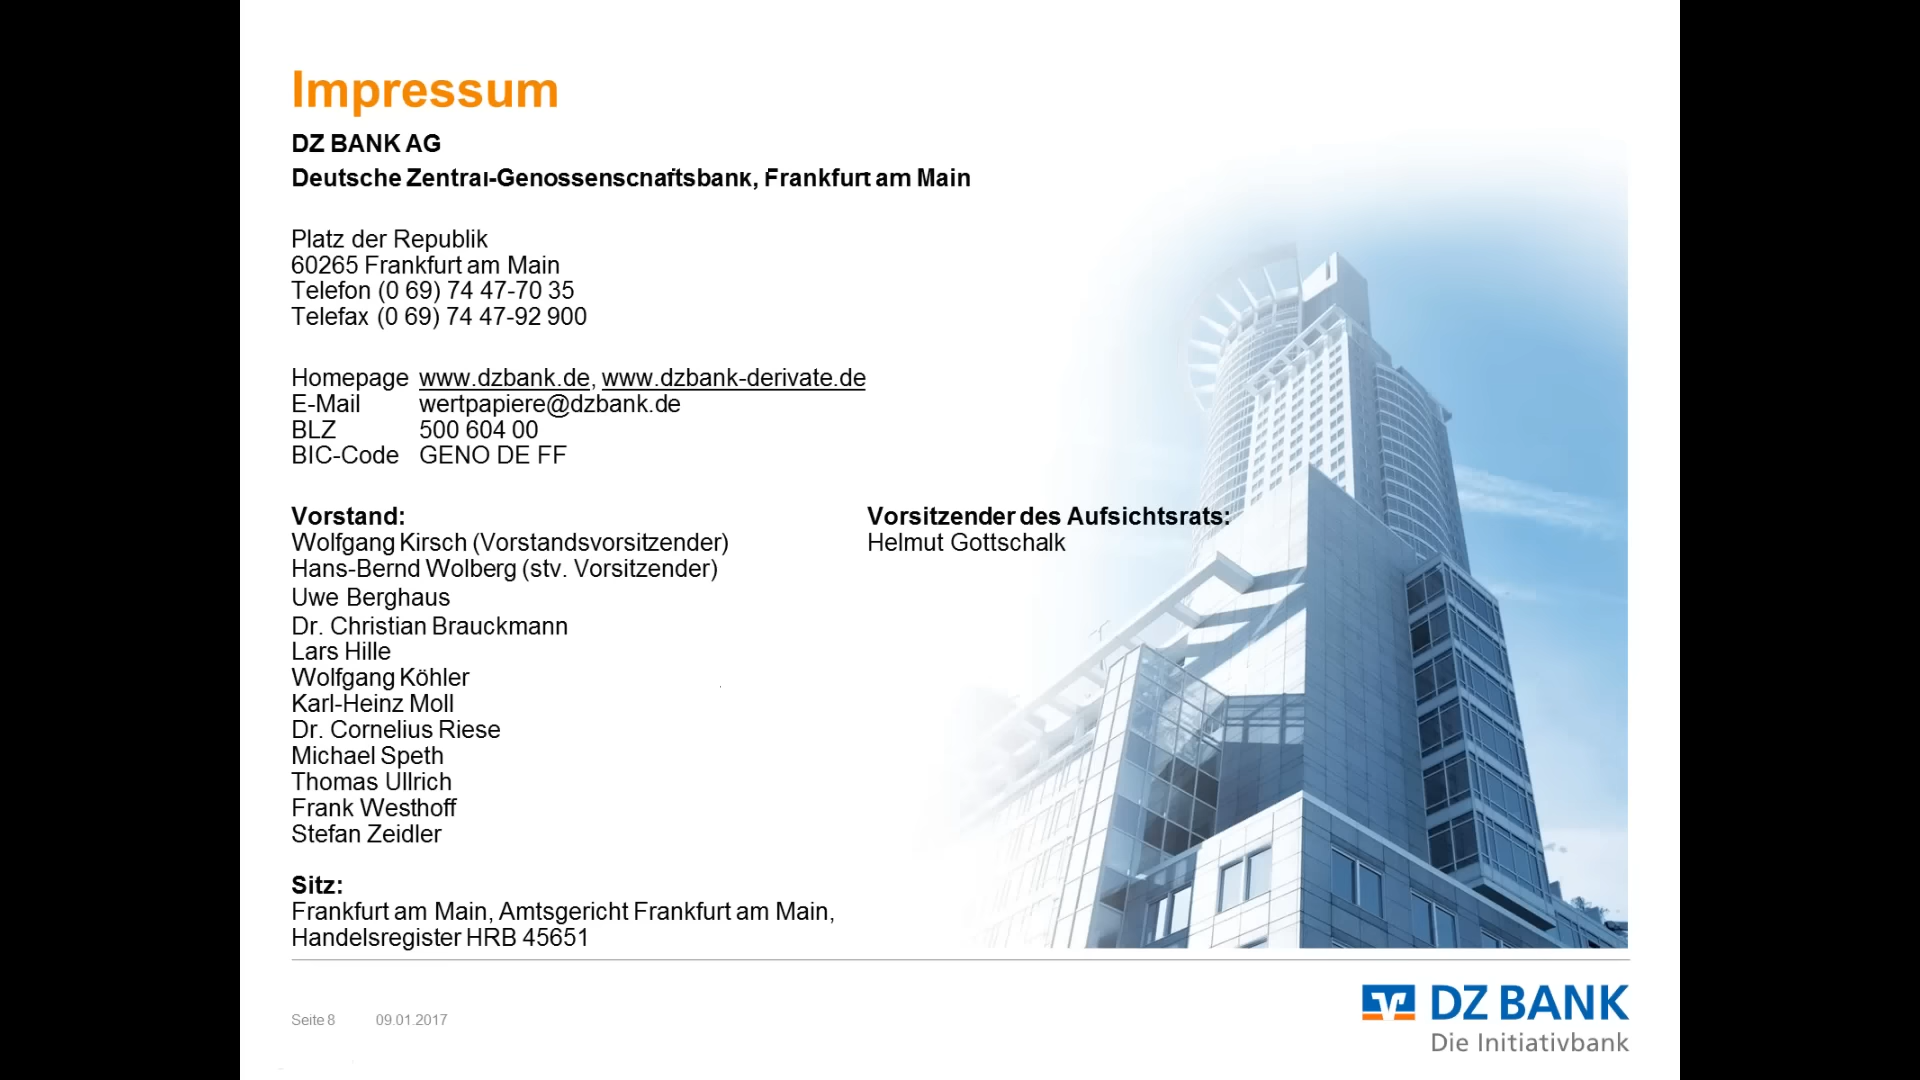 Impressum
DZ BANK AG
Deutsche Zentral-Genossenschaftsbank, Frankfurt am Main
Platz der Republik
60265 Frankfurt am Main
Telefon (0 69) 74 47-70 35
Telefax (0 69) 74 47-92 900
Homepage www.dzbank.de, www.dzbank-derivate.de
E-Mail wertpapiere@dzbank.de
BLZ 500 604 00
BIC-Code GENO DE FF
Vorstand:
Wolfgang Kirsch (Vorstandsvorsitzender)
Hans-Bernd Wolberg (stv. Vorsitzender)
Uwe Berghaus
Dr. Christian Brauckmann
Lars Hille
Wolfgang Köhler
Karl-Heinz Moll
Dr. Cornelius Riese
Michael Speth
Thomas Ullrich
Frank Westhoff
Stefan Zeidler
Vorsitzender des Aufsichtsrats:
Helmut Gottschalk
Sitz:
Frankfurt am Main, Amtsgericht Frankfurt am Main,
Handelsregister HRB 45651
Seite 8 09.01.2017
DZ BANK
Die Initiativbank